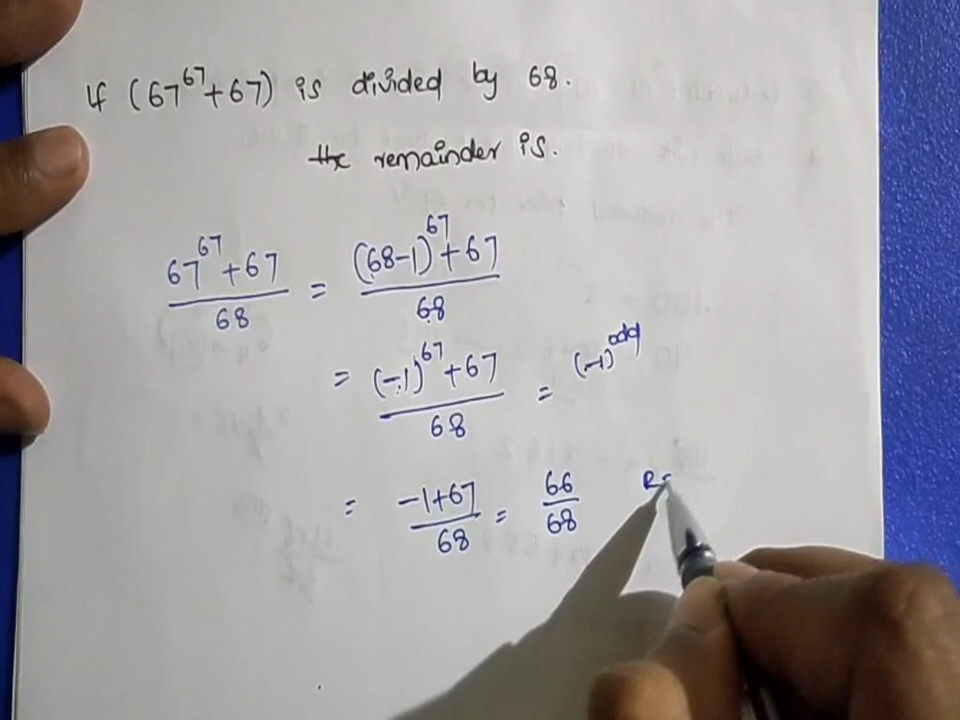 If (67^67+67) is divided by 68.
the remainder is.
67^67+67/68 = (68-1)^67+67/68
= (-1)^67+67/68 = (-1)^odd
= -1+67/68 = 66/68 Re